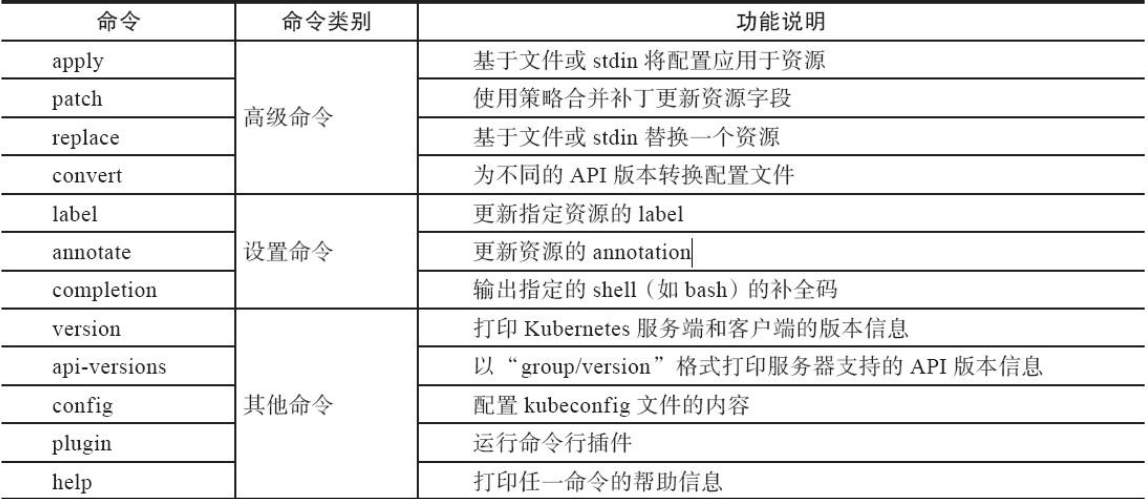 命令 命令类别 功能说明
apply 基于文件或 stdin 将配置应用于资源
patch 使用策略合并补丁更新资源字段
高级命令
replace 基于文件或 stdin 替换一个资源
convert 为不同的 API 版本转换配置文件
label 更新指定资源的 label
annotate 设置命令 更新资源的 annotation
completion 输出指定的 shell（如 bash）的补全码
version 打印 Kubernetes 服务端和客户端的版本信息
api-versions 以“group/version”格式打印服务器支持的 API 版本信息
config 其他命令 配置 kubeconfig 文件的内容
plugin 运行命令行插件
help 打印任一命令的帮助信息